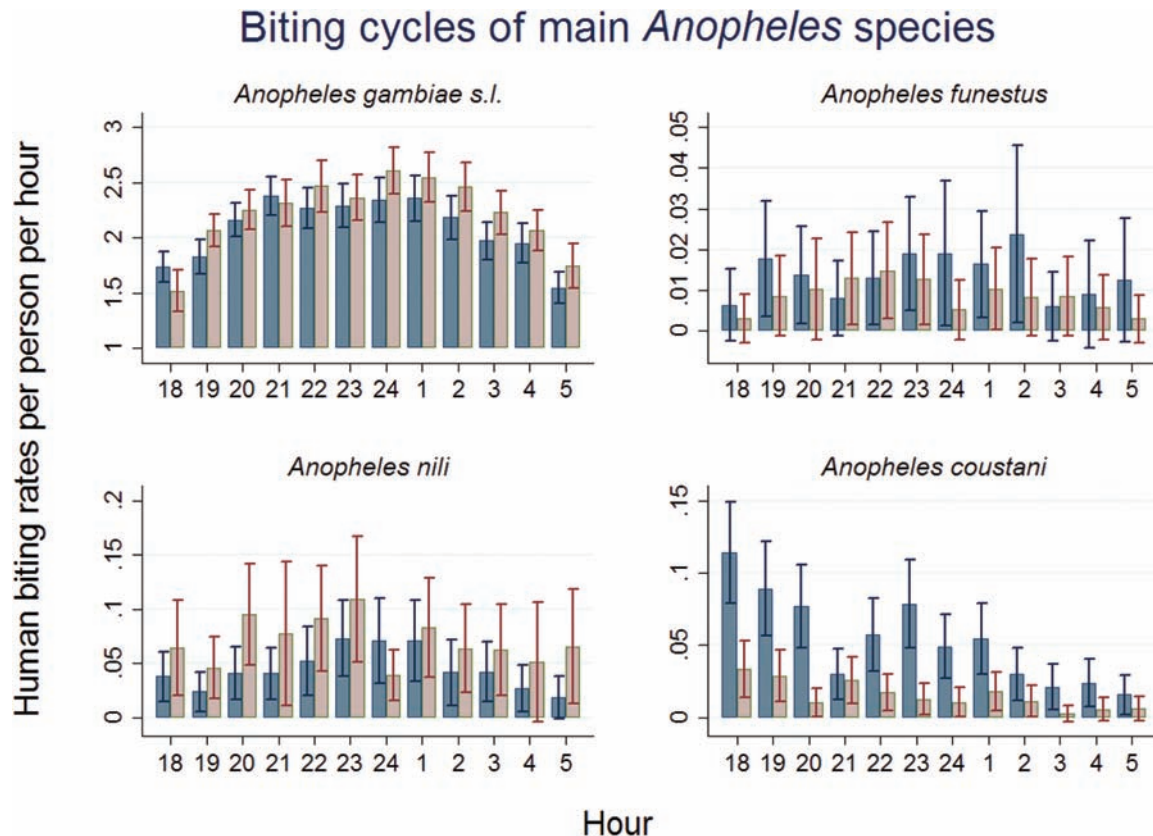 Biting cycles of main Anopheles species
Human biting rates per person per hour
Anopheles gambiae s.l.
3
2.5
2
1.5
1
18 19 20 21 22 23 24 1 2 3 4 5
Anopheles funestus
.05
.04
.03
.02
.01
0
18 19 20 21 22 23 24 1 2 3 4 5
Anopheles nili
.2
.15
.1
.05
0
18 19 20 21 22 23 24 1 2 3 4 5
Anopheles coustani
.15
.1
.05
0
18 19 20 21 22 23 24 1 2 3 4 5
Hour